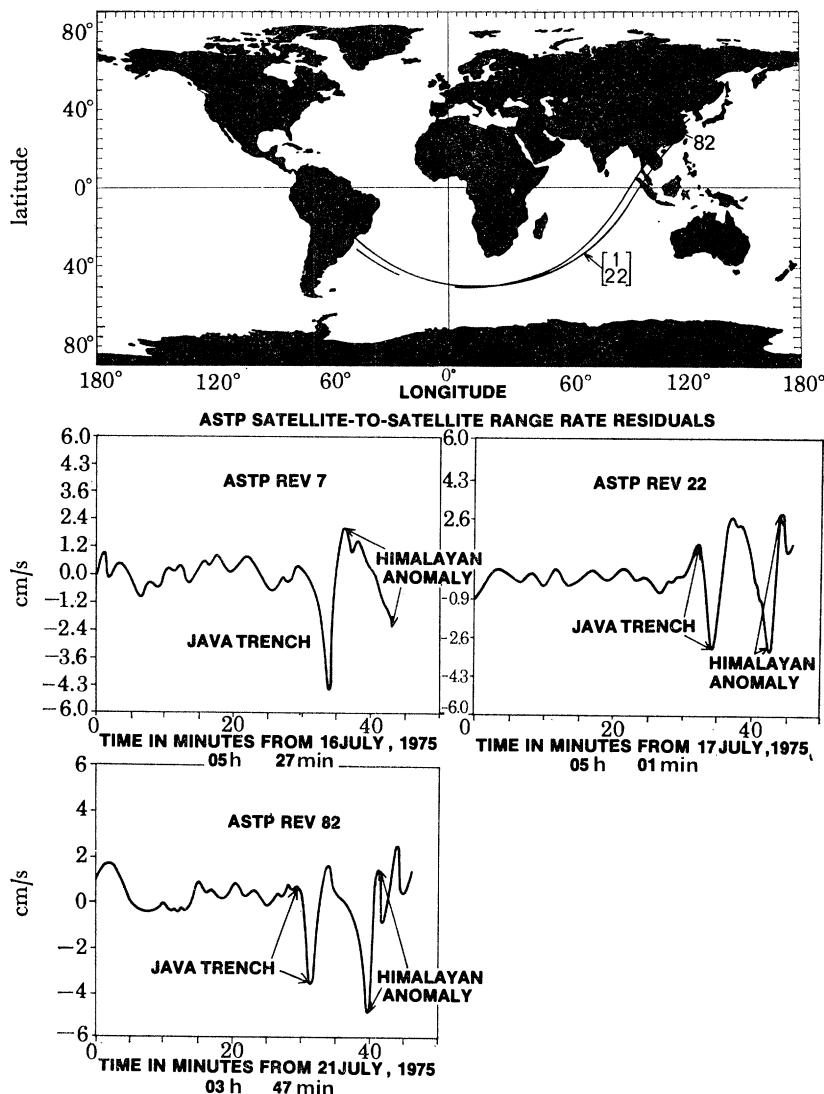 80°
40°
0°
40°
80°
latitude
82
[1
22]
180° 120° 60° 0° 60° 120° 180°
LONGITUDE
ASTP SATELLITE-TO-SATELLITE RANGE RATE RESIDUALS
6.0
4.3
3.6
2.4
1.2
0.0
−1.2
−2.4
−3.6
−4.3
−6.0
cm/s
ASTP REV 7
HIMALAYAN
ANOMALY
JAVA TRENCH
0 20 40
TIME IN MINUTES FROM 16 JULY, 1975
05 h 27 min
6.0
4.3
2.6
0.9
-0.9
-2.6
-4.3
-6.0
ASTP REV 22
JAVA TRENCH
HIMALAYAN
ANOMALY
0 20 40
TIME IN MINUTES FROM 17 JULY, 1975,
05 h 01 min
6
4
2
0
−2
−4
−6
cm/s
ASTP REV 82
JAVA TRENCH
HIMALAYAN
ANOMALY
0 20 40
TIME IN MINUTES FROM 21 JULY, 1975
03 h 47 min